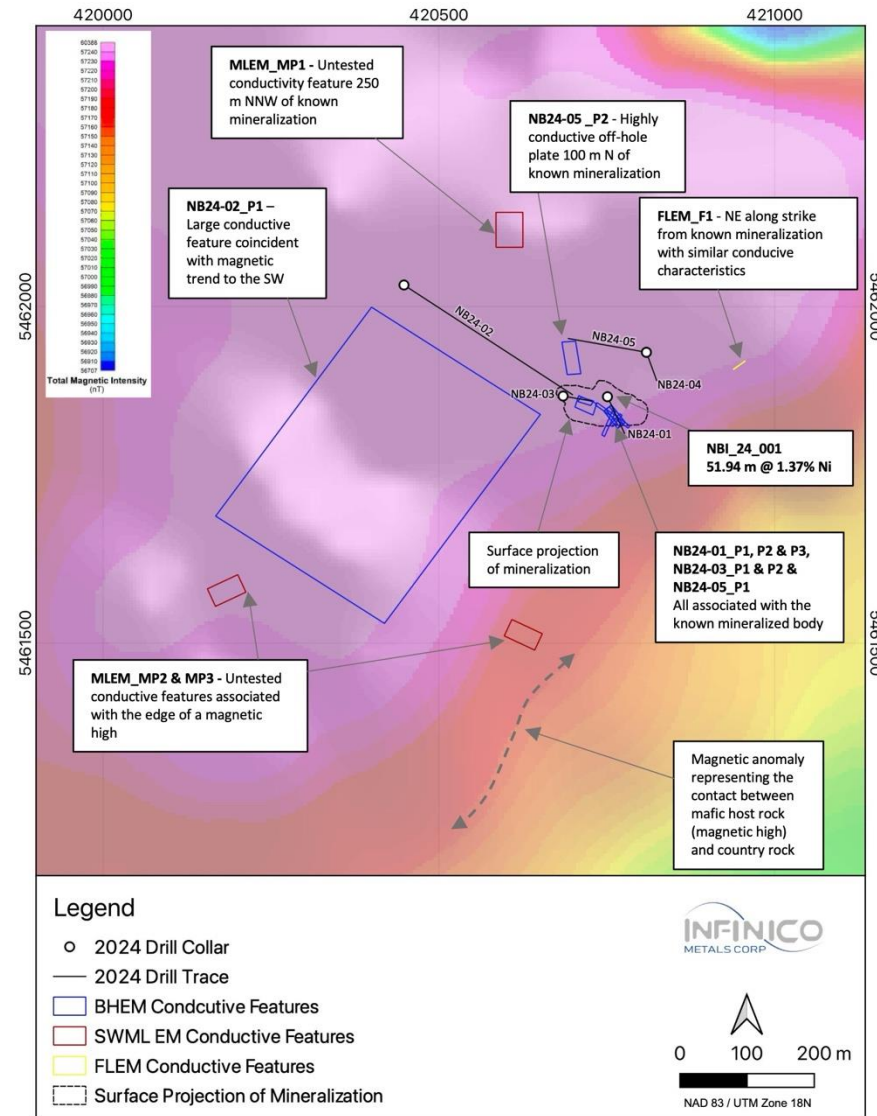 420000
420500
421000
60386
57240
57230
57220
57210
57200
57190
57180
57170
57160
57150
57140
57130
57120
57110
57100
57090
57080
57070
57060
57050
57040
57030
57020
57010
57000
56990
56980
56970
56960
56950
56940
56930
56920
56910
56707
Total Magnetic Intensity
(nT)
MLEM_MP1 - Untested
conductivity feature 250
m NNW of known
mineralization
NB24-05 _P2 - Highly
conductive off-hole
plate 100 m N of
known mineralization
NB24-02_P1 –
Large conductive
feature coincident
with magnetic
trend to the SW
FLEM_F1 - NE along strike
from known mineralization
with similar conducive
characteristics
5462000
5462000
NB24-02
NB24-05
NB24-04
NB24-03
NB24-01
NBI_24_001
51.94 m @ 1.37% Ni
Surface projection
of mineralization
NB24-01_P1, P2 & P3,
NB24-03_P1 & P2 &
NB24-05_P1
All associated with the
known mineralized body
5461500
5461500
MLEM_MP2 & MP3 - Untested
conductive features associated
with the edge of a magnetic
high
Magnetic anomaly
representing the
contact between
mafic host rock
(magnetic high)
and country rock
Legend
2024 Drill Collar
2024 Drill Trace
BHEM Condcutive Features
SWML EM Conductive Features
FLEM Conductive Features
Surface Projection of Mineralization
INFINICO
METALS CORP
0 100 200 m
NAD 83 / UTM Zone 18N